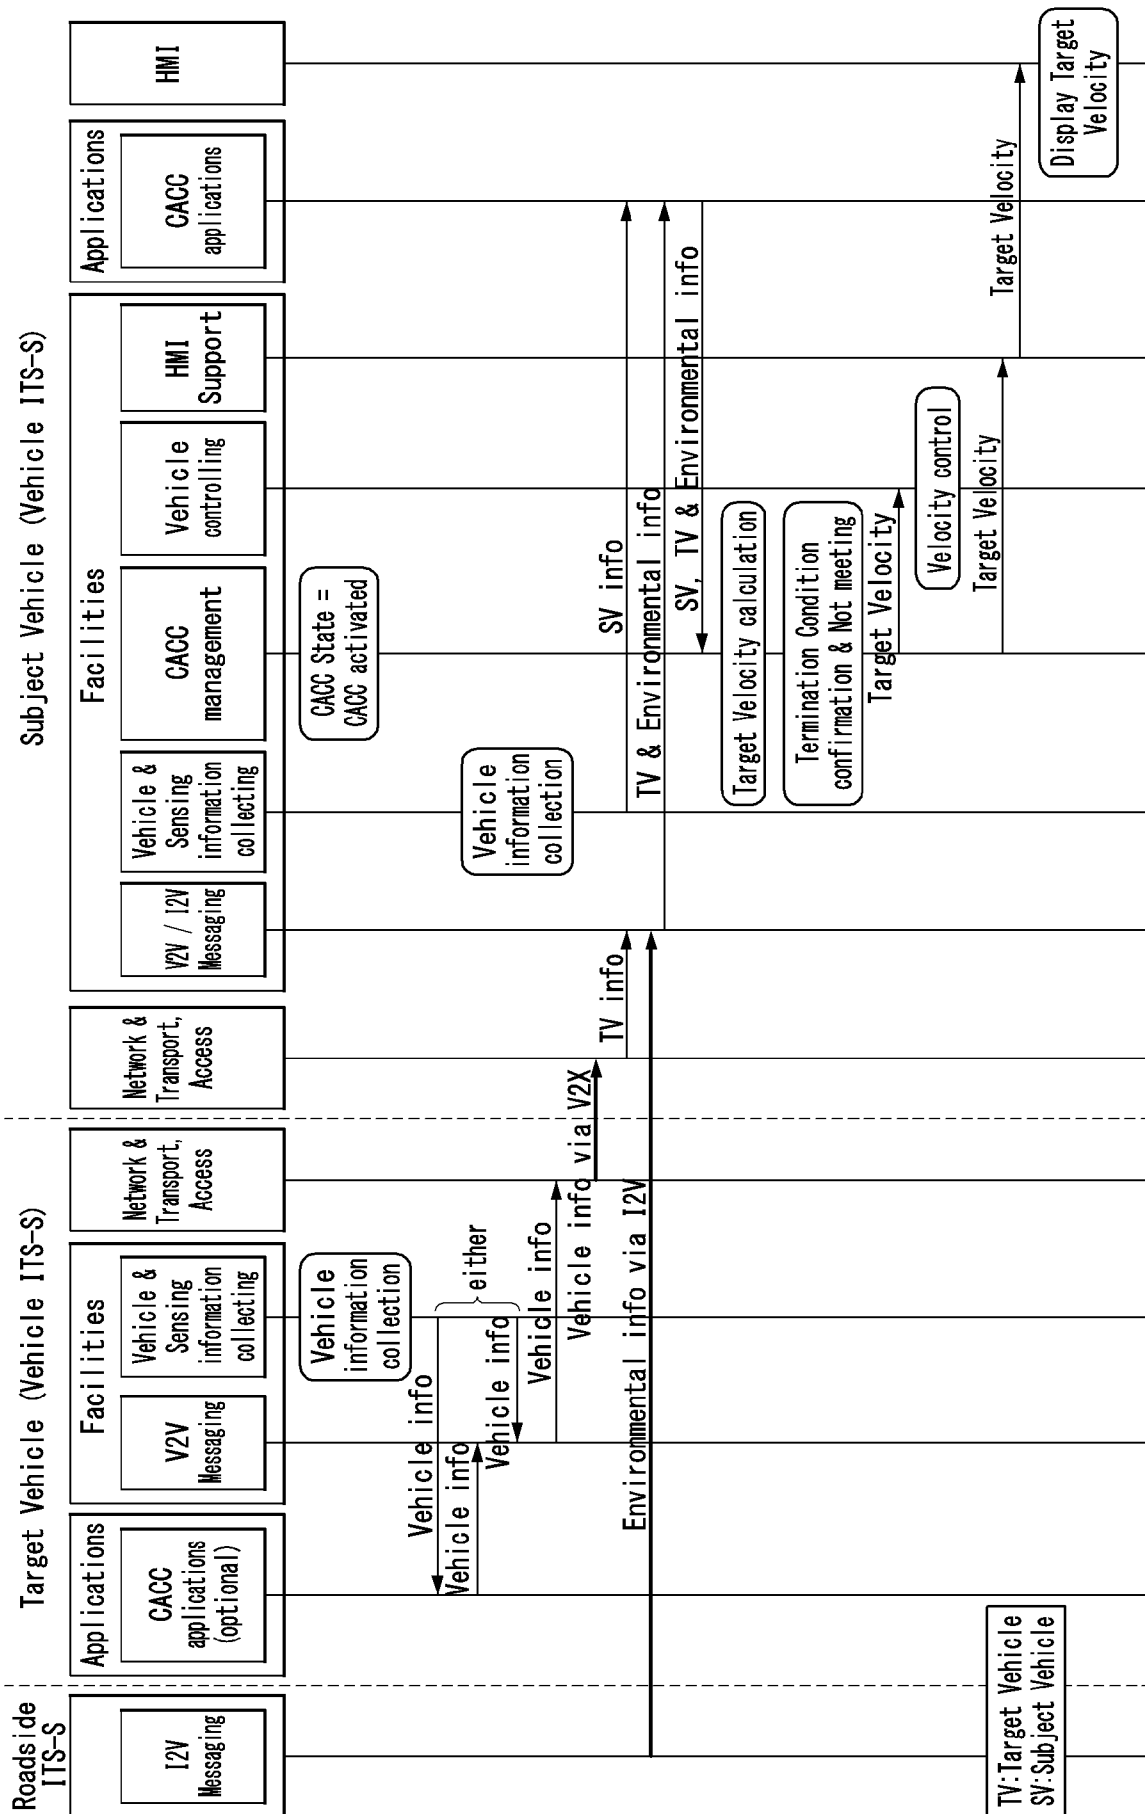 Roadside
ITS-S
Target Vehicle (Vehicle ITS-S)
Subject Vehicle (Vehicle ITS-S)
I2V
Messaging
Applications
CACC
applications
(optional)
Facilities
V2V
Messaging
Vehicle &
Sensing
information
collecting
Network &
Transport,
Access
Network &
Transport,
Access
Facilities
V2V / I2V
Messaging
Vehicle &
Sensing
information
collecting
CACC
management
Vehicle
controlling
HMI
Support
Applications
CACC
applications
HMI
Vehicle
information
collection
CACC State =
CACC activated
Vehicle info
either
Vehicle info
Vehicle info
Vehicle information
collection
Vehicle info
Vehicle info via V2X
TV info
SV info
Environmental info via I2V
TV & Environmental info
SV, TV & Environmental info
Target Velocity calculation
Termination Condition
confirmation & Not meeting
Target Velocity
Velocity control
Target Velocity
Target Velocity
Display Target
Velocity
TV:Target Vehicle
SV:Subject Vehicle